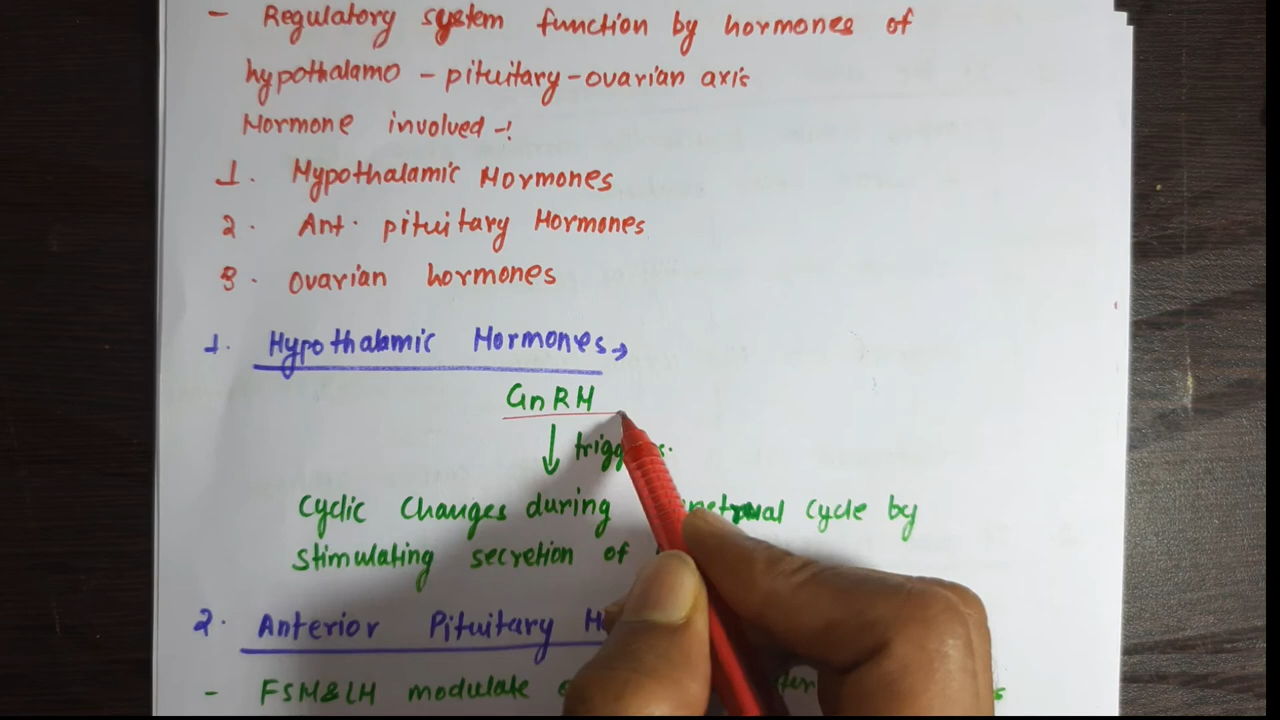 - Regulatory system function by hormones of
hypothalamo - pituitary - ovarian axis
Hormone involved -:
1. Hypothalamic Hormones
2. Ant. pituitary Hormones
3. Ovarian hormones
1. Hypothalamic Hormones →
GnRH
↓
Cyclic Changes during cycle by
stimulating secretion of
2. Anterior Pituitary
- FSH & LH modulate